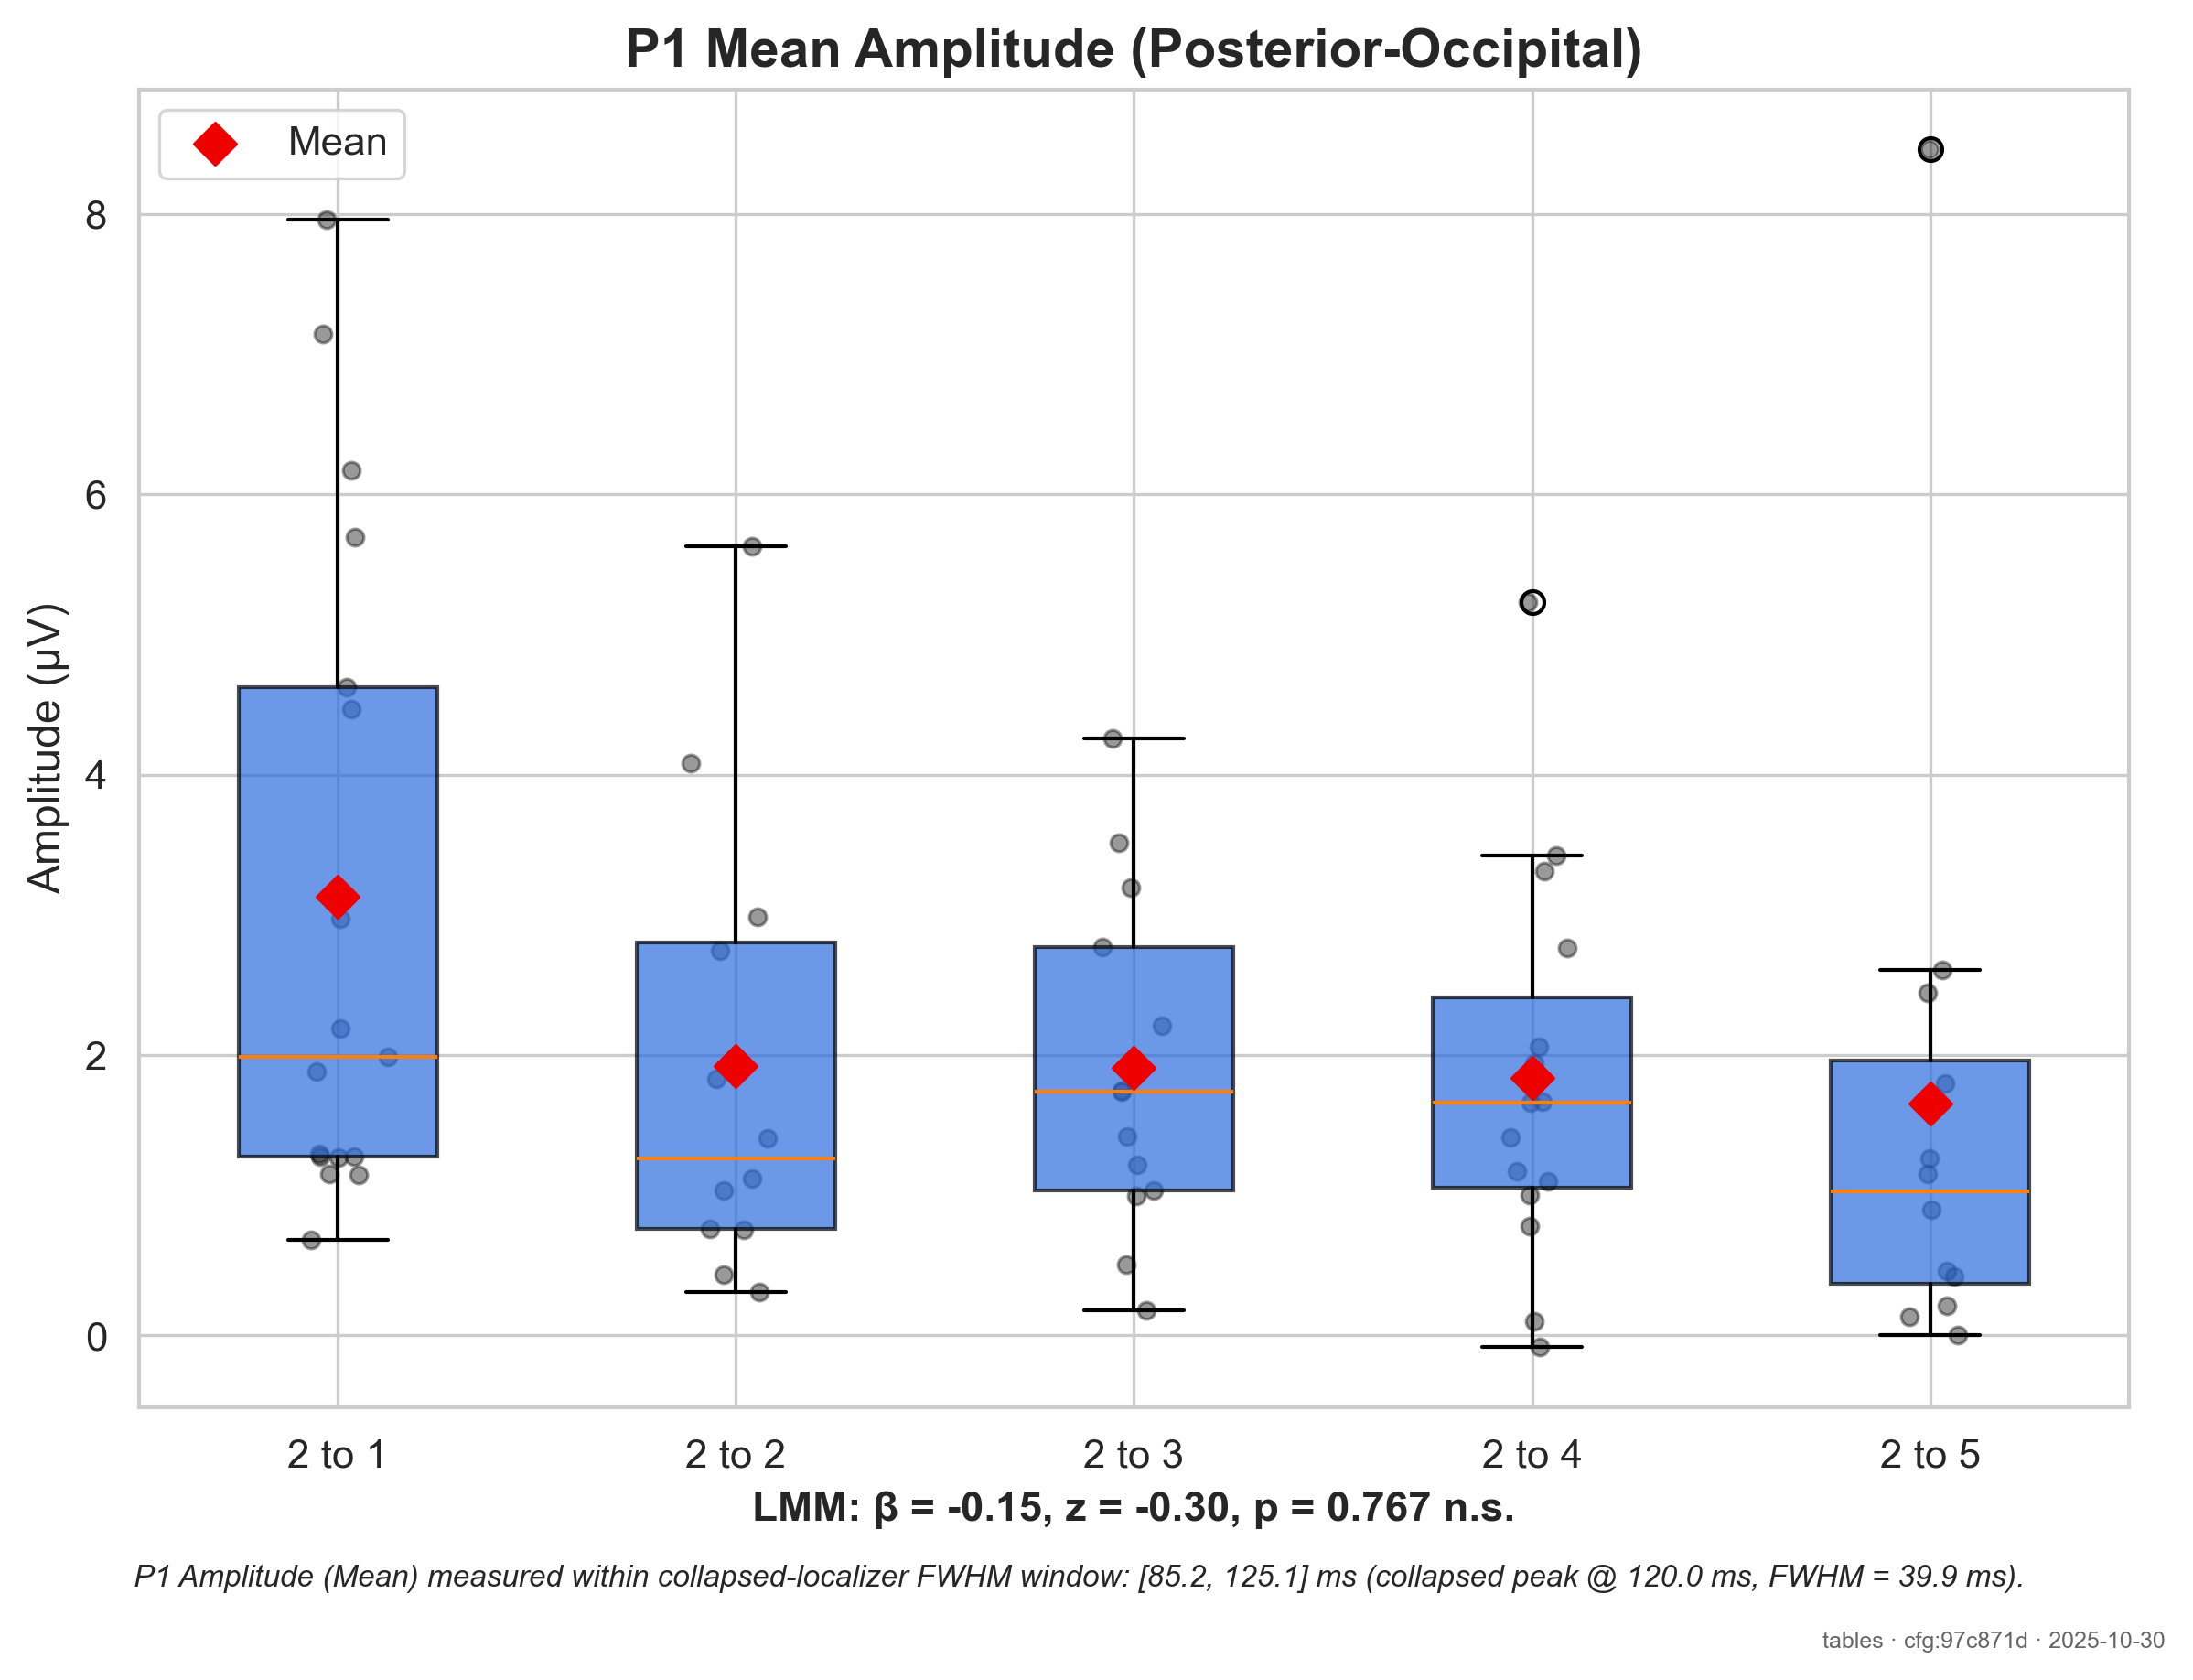 P1 Mean Amplitude (Posterior-Occipital)
Mean
Amplitude (µV)
8
6
4
2
0
2 to 1
2 to 2
2 to 3
2 to 4
2 to 5
LMM: β = -0.15, z = -0.30, p = 0.767 n.s.
P1 Amplitude (Mean) measured within collapsed-localizer FWHM window: [85.2, 125.1] ms (collapsed peak @ 120.0 ms, FWHM = 39.9 ms).
tables · cfg:97c871d · 2025-10-30